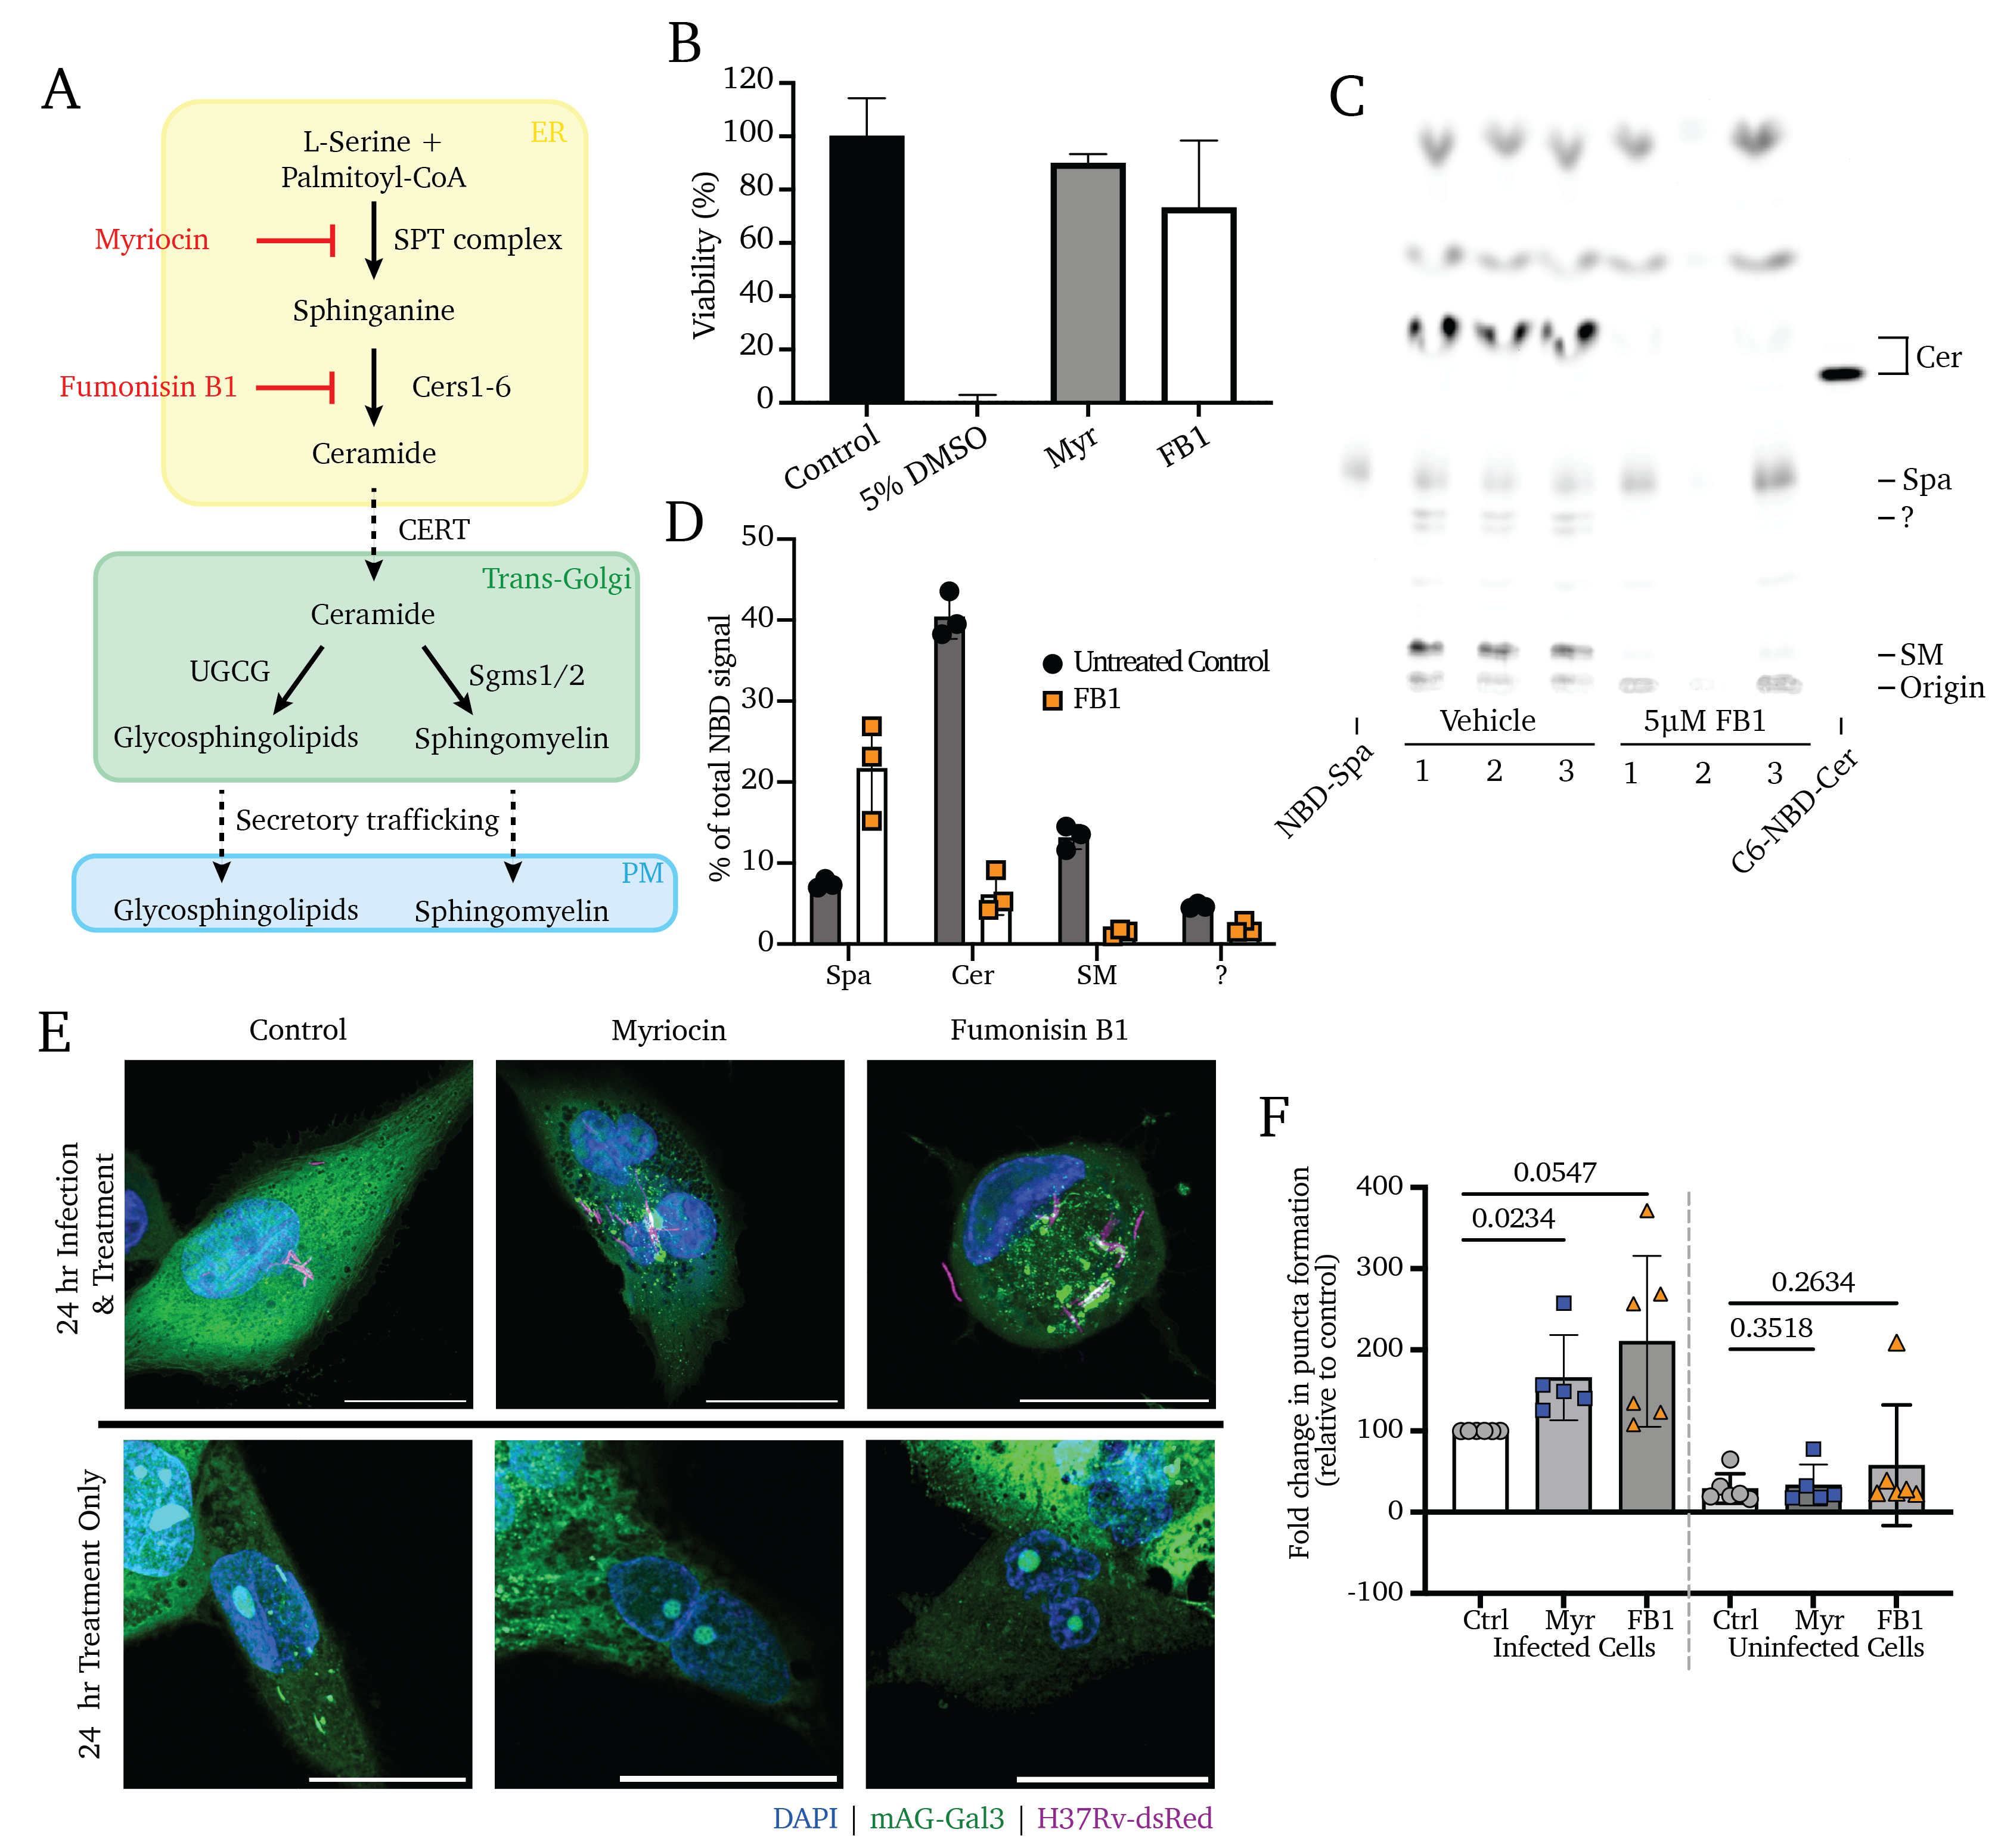 A
ER
L-Serine +
Palmitoyl-CoA
Myriocin
SPT complex
Sphinganine
Fumonisin B1
Cers1-6
Ceramide
CERT
Trans-Golgi
Ceramide
UGCG
Sgms1/2
Glycosphingolipids
Sphingomyelin
Secretory trafficking
PM
Glycosphingolipids
Sphingomyelin
B
Viability (%)
120
100
80
60
40
20
0
Control
5% DMSO
Myr
FB1
C
Cer
Spa
?
SM
Origin
NBD-Spa
Vehicle
1 2 3
5µM FB1
1 2 3
C6-NBD-Cer
D
% of total NBD signal
50
40
30
20
10
0
Untreated Control
FB1
Spa
Cer
SM
?
E
Control
Myriocin
Fumonisin B1
24 hr Infection
& Treatment
24 hr Treatment Only
DAPI | mAG-Gal3 | H37Rv-dsRed
F
Fold change in puncta formation
(relative to control)
400
300
200
100
0
-100
0.0547
0.0234
0.2634
0.3518
Ctrl Myr FB1
Infected Cells
Ctrl Myr FB1
Uninfected Cells